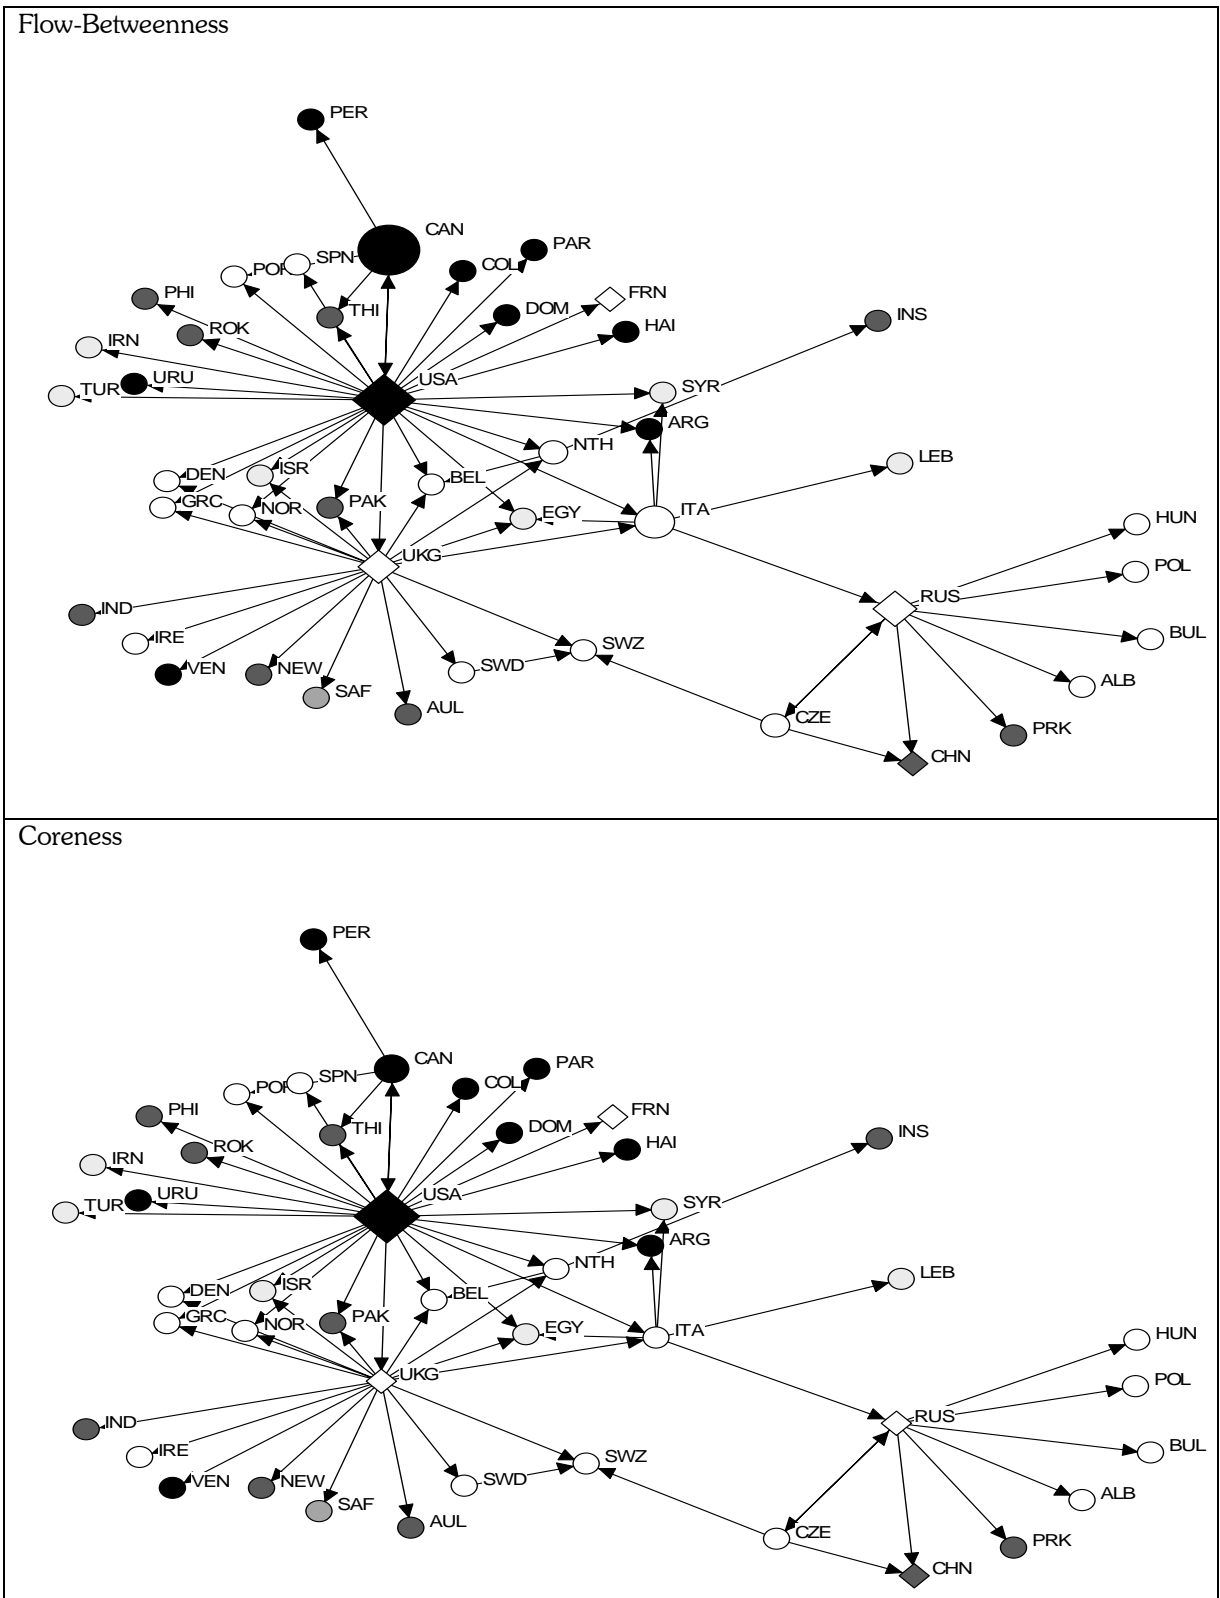 Flow-Betweenness
PER
CAN
PAR
SPN
POR
COL
PHI
THI
DOM
FRN
INS
ROK
HAI
IRN
URU
USA
SYR
TUR
ARG
NTH
LEB
DEN
ISR
BEL
GRC
NOR
PAK
EGY
ITA
HUN
UKG
POL
RUS
IND
IRE
SWZ
BUL
VEN
NEW
SWD
ALB
SAF
AUL
CZE
PRK
CHN
Coreness
PER
CAN
PAR
SPN
POR
COL
PHI
THI
DOM
FRN
INS
ROK
HAI
IRN
URU
USA
SYR
TUR
ARG
NTH
LEB
DEN
ISR
BEL
GRC
NOR
PAK
EGY
ITA
HUN
UKG
POL
RUS
IND
IRE
SWZ
BUL
VEN
NEW
SWD
ALB
SAF
AUL
CZE
PRK
CHN